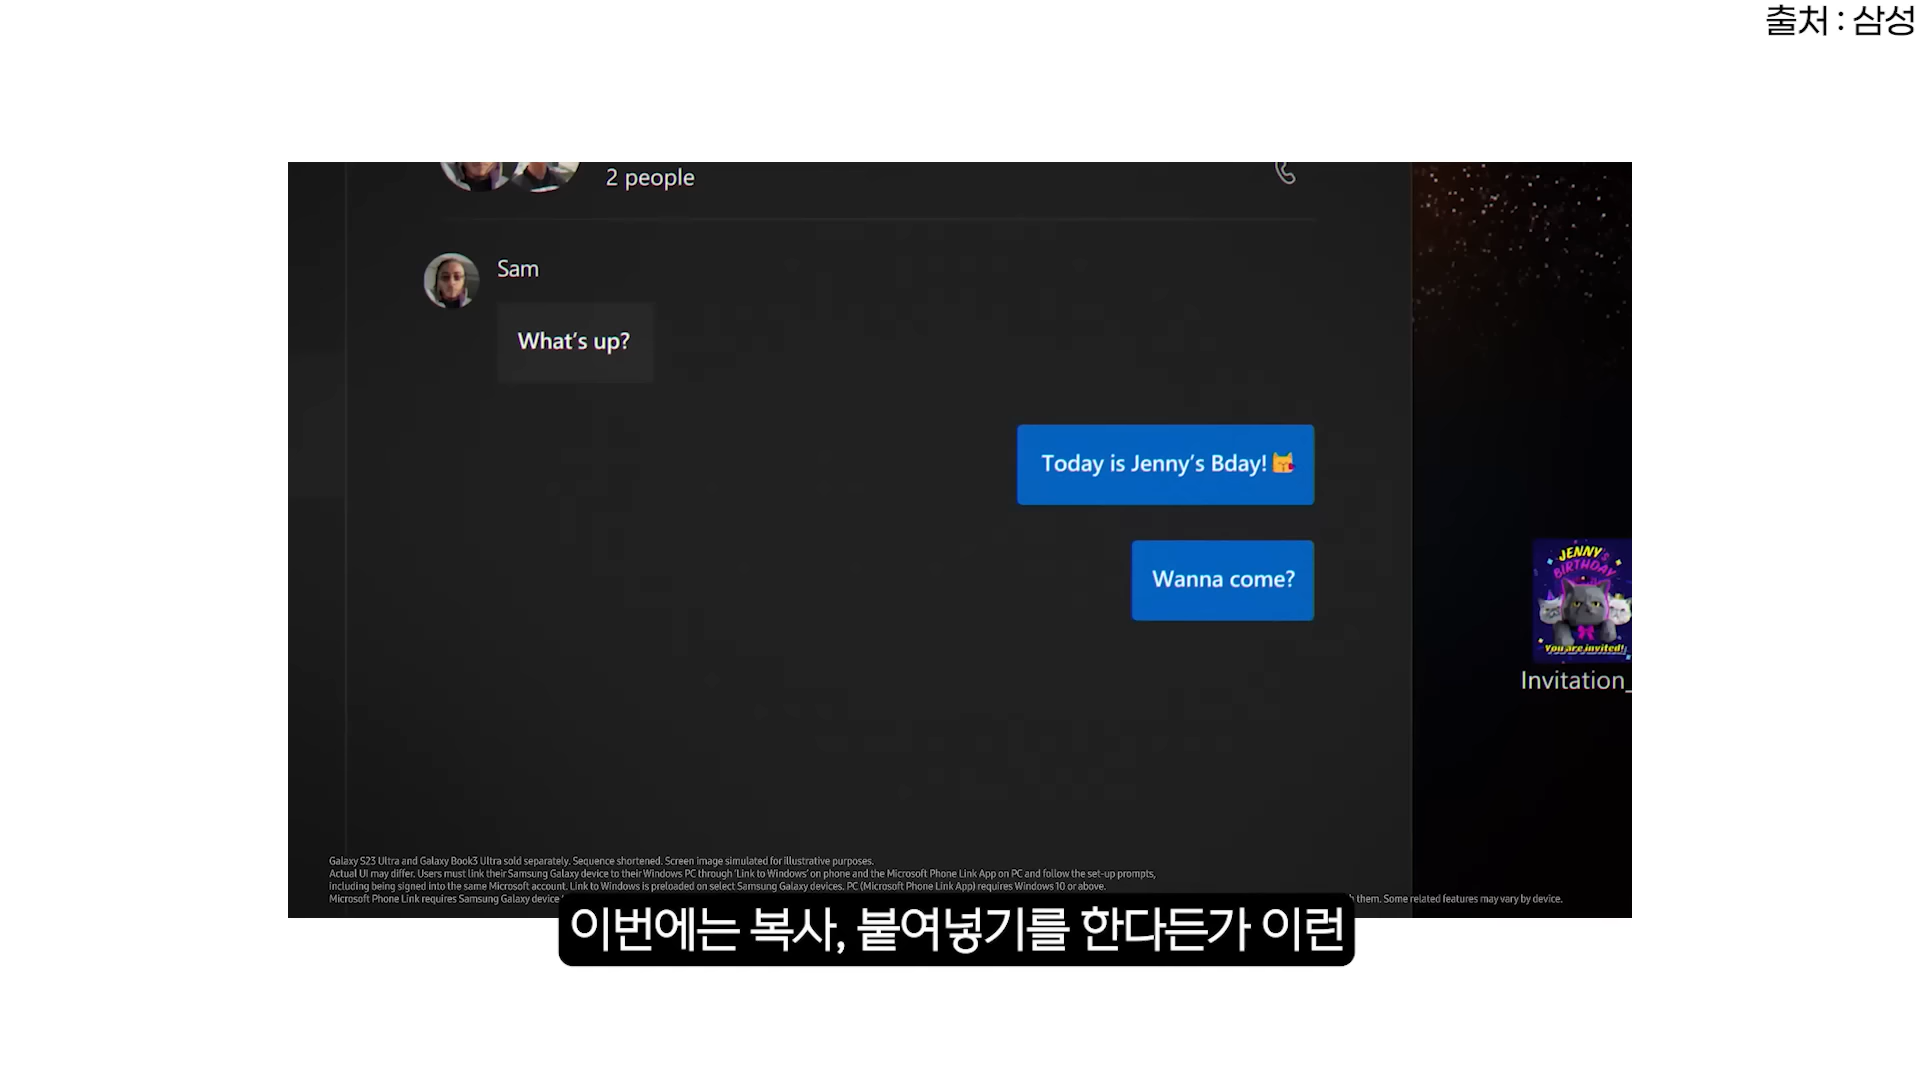 출처 : 삼성
2 people
Sam
What's up?
Today is Jenny's Bday!
Wanna come?
JENNY'S
BIRTHDAY
You are invited!
Invitation_
Galaxy S23 Ultra and Galaxy Book3 Ultra sold separately. Sequence shortened. Screen image simulated for illustrative purposes.
Actual UI may differ. Users must link their Samsung Galaxy device to their Windows PC through 'Link to Windows' on phone and the Microsoft Phone Link App on PC and follow the set-up prompts,
including being signed into the same Microsoft account. Link to Windows is preloaded on select Samsung Galaxy devices. PC (Microsoft Phone Link App) requires Windows 10 or above.
Microsoft Phone Link requires Samsung Galaxy device them. Some related features may vary by device.
이번에는 복사, 붙여넣기를 한다든가 이런